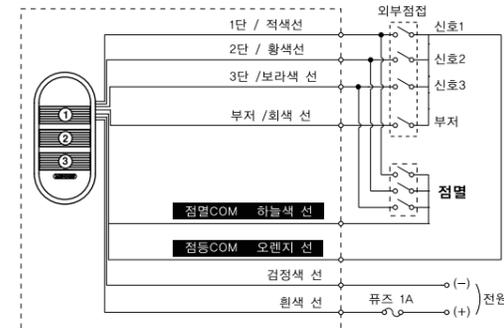 외부점접
1단 / 적색선
신호1
2단 / 황색선
신호2
3단 /보라색 선
신호3
부저 /회색 선
부저
1
2
3
점멸
점멸COM 하늘색 선
점등COM 오렌지 선
검정색 선
(−)
전원
흰색 선
퓨즈 1A
(+)